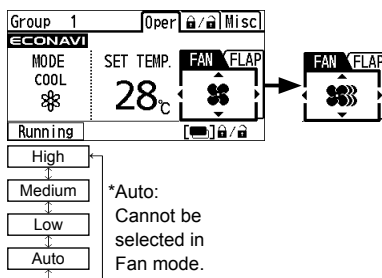 Group 1 Oper / Misc
ECONAVI
MODE SET TEMP. FAN FLAP FAN FLAP
COOL
28°C
Running [ ] /
High
Medium *Auto:
Cannot be
Low selected in
Auto Fan mode.